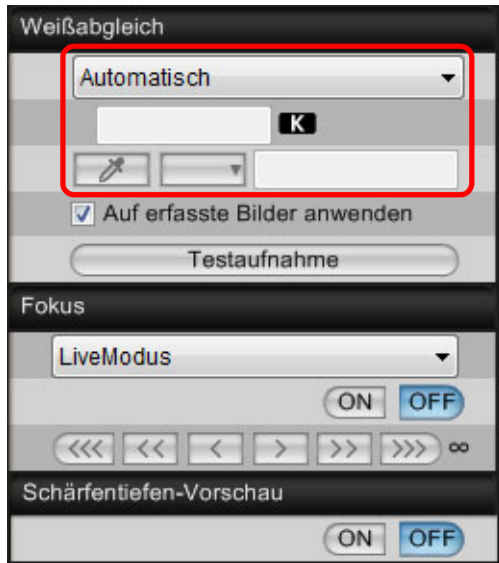 Weißabgleich
Automatisch
K
Auf erfasste Bilder anwenden
Testaufnahme
Fokus
LiveModus
ON OFF
<<< << < > >> >>> ∞
Schärfentiefen-Vorschau
ON OFF